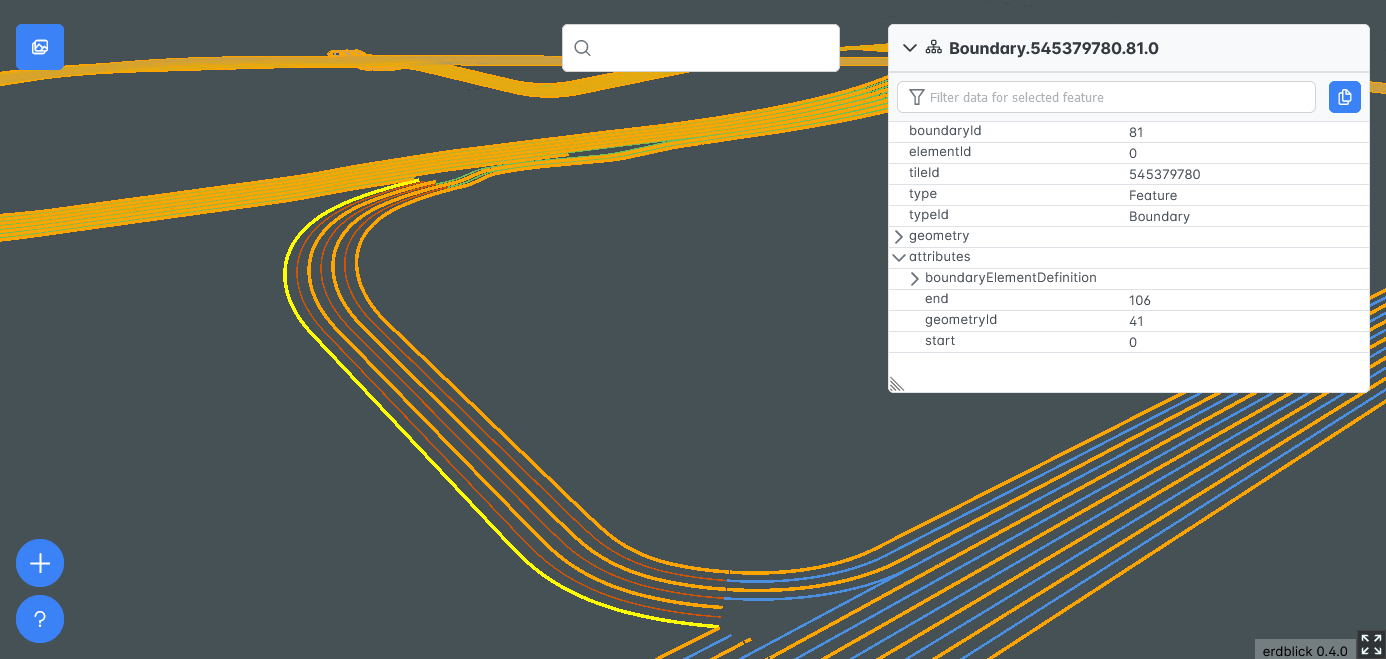 Boundary.545379780.81.0
Filter data for selected feature
boundaryId 81
elementId 0
tileId 545379780
type Feature
typeId Boundary
geometry
attributes
boundaryElementDefinition
end 106
geometryId 41
start 0
?
erdblick 0.4.0